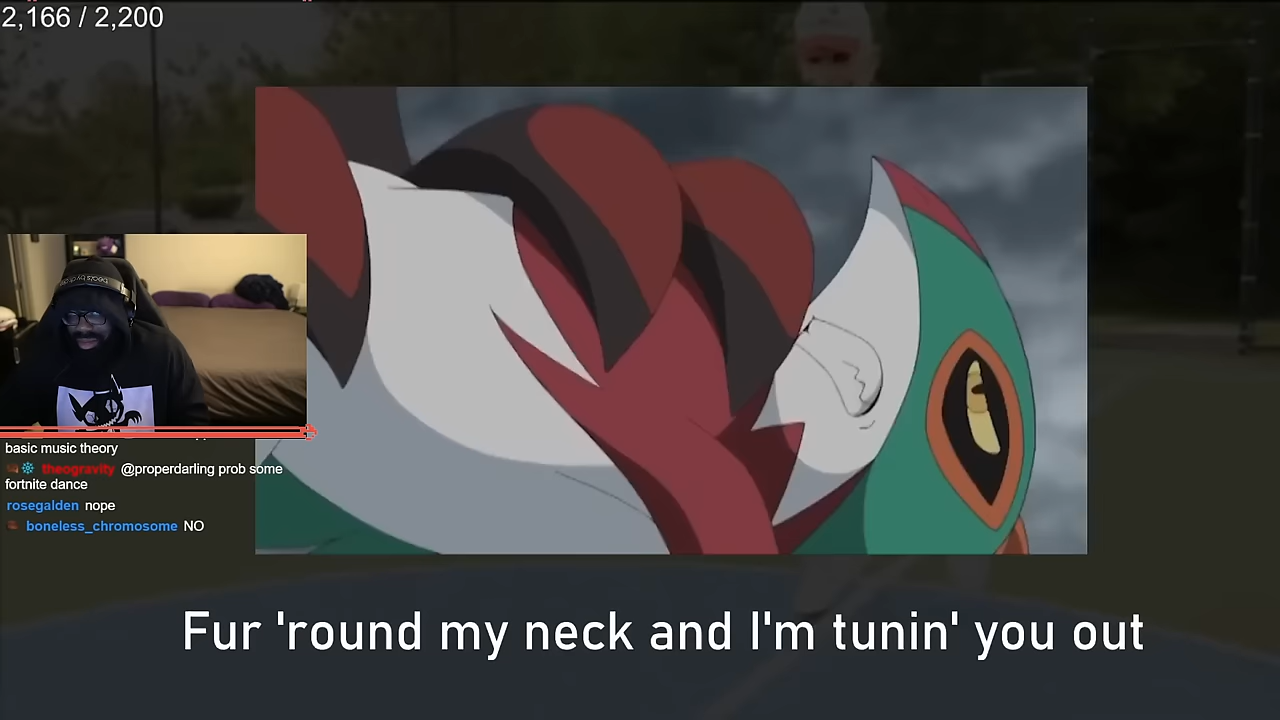 2,166 / 2,200
basic music theory
theogravity @properdarling prob some
fortnite dance
rosegalden nope
boneless_chromosome NO
Fur 'round my neck and I'm tunin' you out